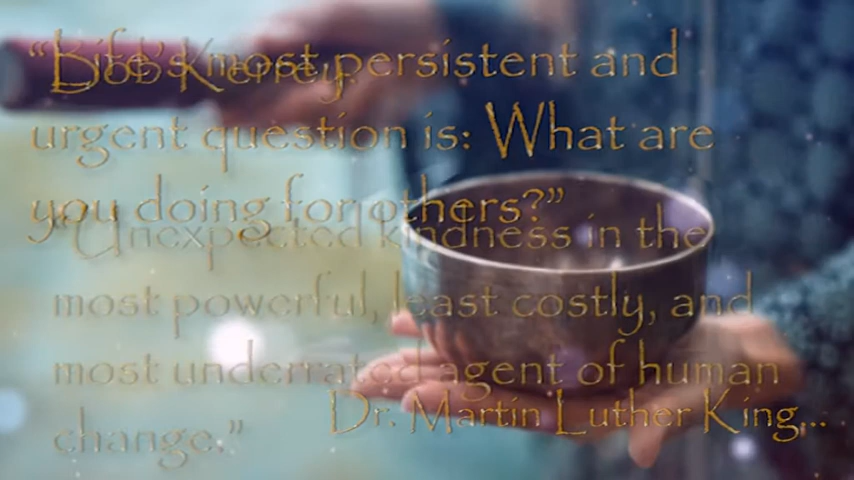 Bob Kerrey:
“Life's most persistent and
urgent question is: What are
you doing for others?”
“Unexpected kindness in the
most powerful, least costly, and
most underrated agent of human
change.”
Dr. Martin Luther King...